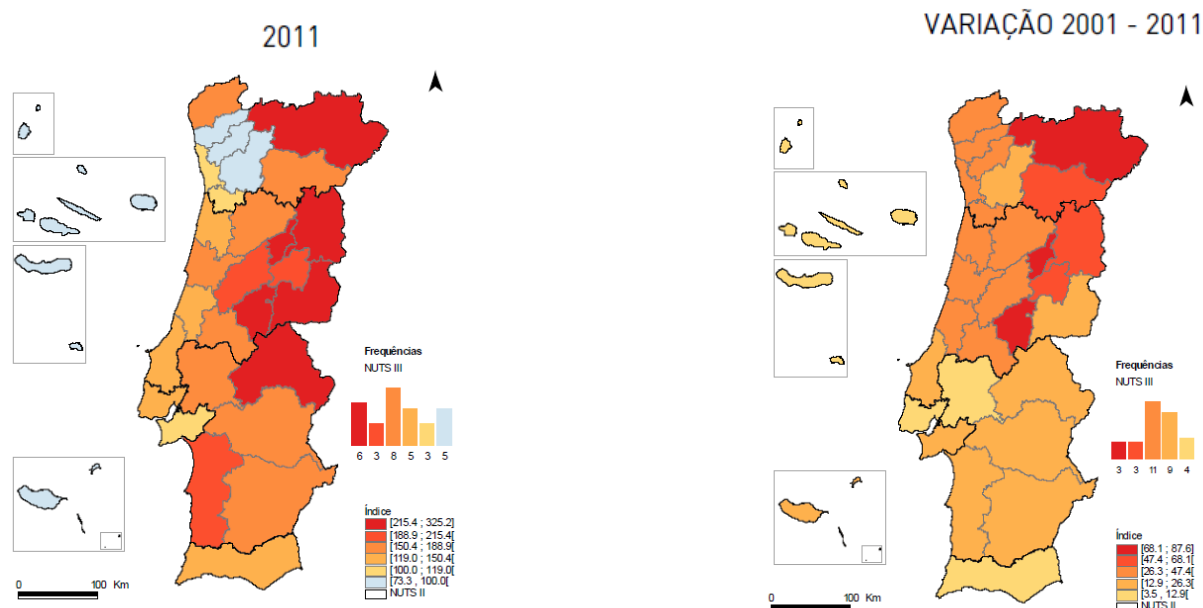 2011
Frequências
NUTS III
6 3 8 5 3 5
Índice
[215.4 ; 325.2]
[188.9 ; 215.4[
[150.4 ; 188.9[
[119.0 ; 150.4[
[100.0 ; 119.0[
[73.3 ; 100.0[
NUTS II
0 100 Km
VARIAÇÃO 2001 - 2011
Frequências
NUTS III
3 3 11 9 4
Índice
[68.1 ; 87.6]
[47.4 ; 68.1[
[26.3 ; 47.4[
[12.9 ; 26.3[
[3.5 ; 12.9[
NUTS II
0 100 Km